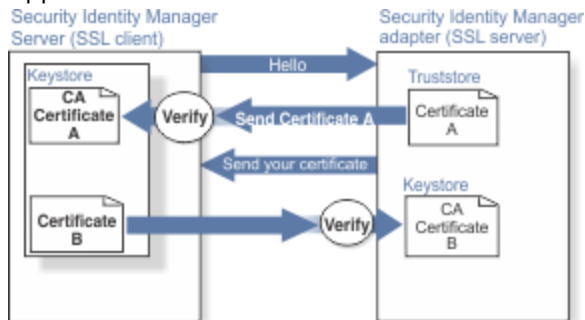 Security Identity Manager
Server (SSL client)
Security Identity Manager
adapter (SSL server)
Hello
Keystore
CA
Certificate
A
Verify
Send Certificate A
Truststore
Certificate
A
Send your certificate
Certificate
B
Verify
Keystore
CA
Certificate
B